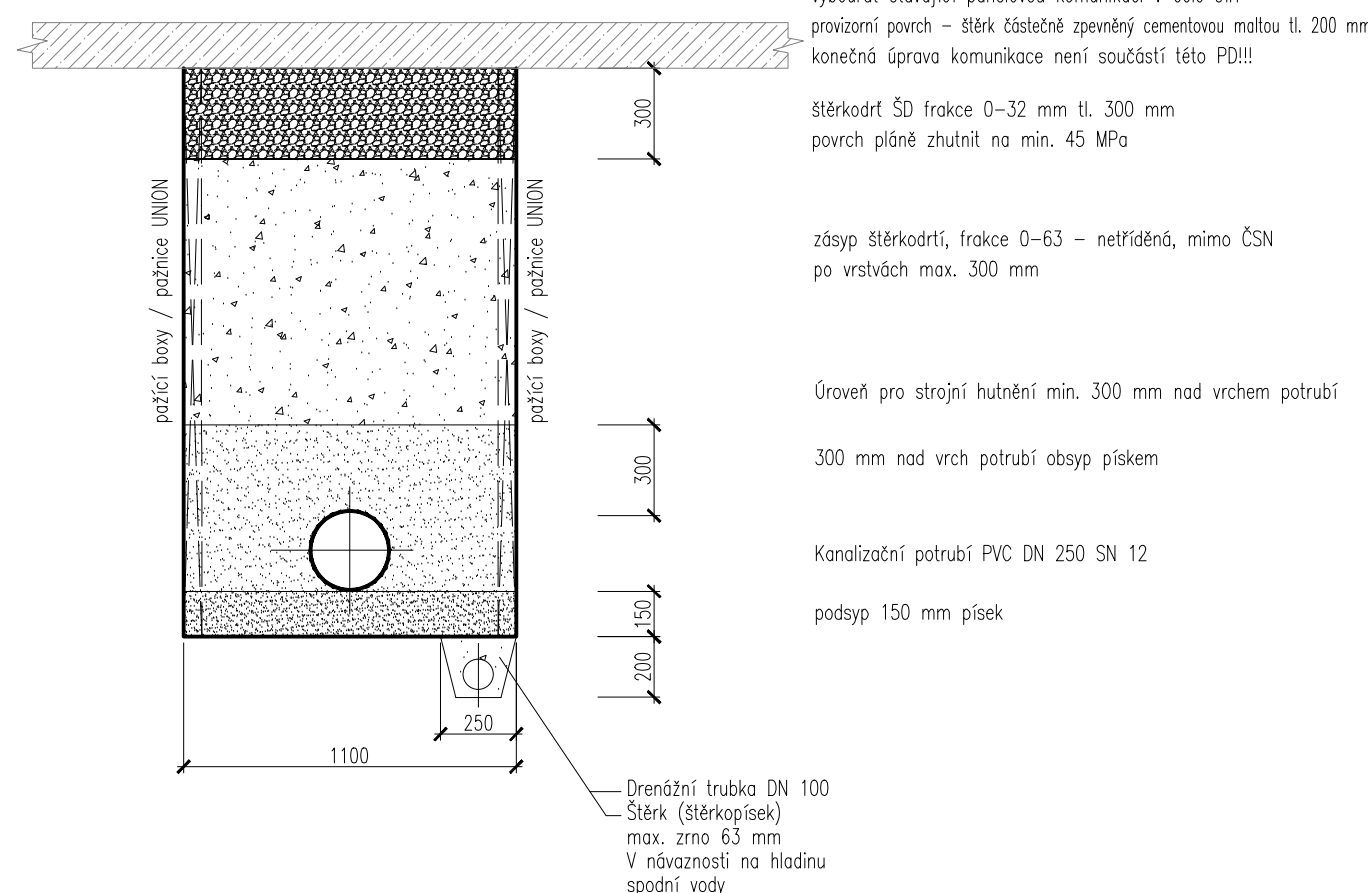 provizorní povrch – štěrk částečně zpevněný cementovou maltou tl. 200 mm
konečná úprava komunikace není součástí této PD!!!
štěrkodrť ŠD frakce 0–32 mm tl. 300 mm
povrch pláně zhutnit na min. 45 MPa
zásyp štěrkodrtí, frakce 0–63 – netříděná, mimo ČSN
po vrstvách max. 300 mm
Úroveň pro strojní hutnění min. 300 mm nad vrchem potrubí
300 mm nad vrch potrubí obsyp pískem
Kanalizační potrubí PVC DN 250 SN 12
podsyp 150 mm písek
pažící boxy / pažnice UNION
pažící boxy / pažnice UNION
300
300
150
200
250
1100
Drenážní trubka DN 100
Štěrk (štěrkopísek)
max. zrno 63 mm
V návaznosti na hladinu
spodní vody